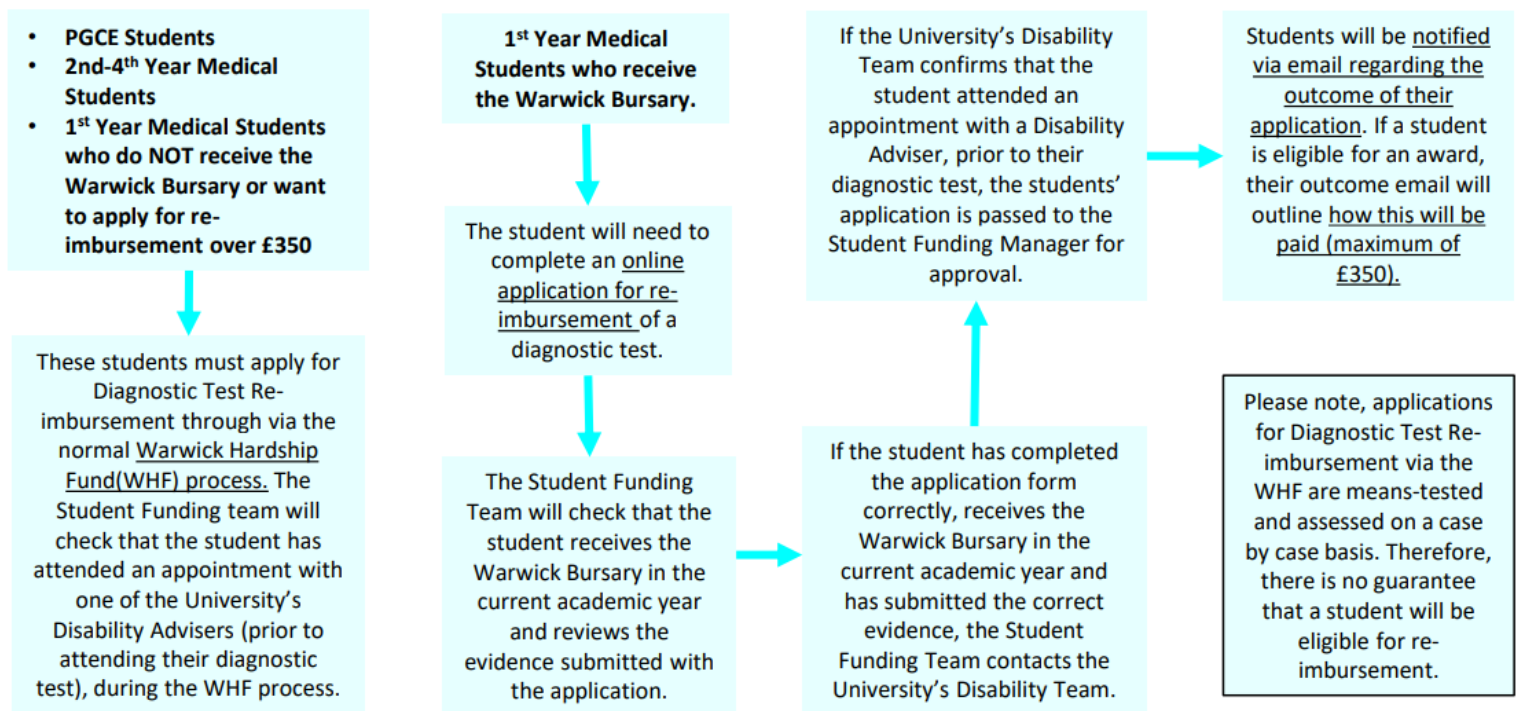 • PGCE Students
• 2nd-4th Year Medical
Students
• 1st Year Medical Students
who do NOT receive the
Warwick Bursary or want
to apply for re-
imbursement over £350
These students must apply for
Diagnostic Test Re-
imbursement through via the
normal Warwick Hardship
Fund(WHF) process. The
Student Funding team will
check that the student has
attended an appointment with
one of the University’s
Disability Advisers (prior to
attending their diagnostic
test), during the WHF process.
1st Year Medical
Students who receive
the Warwick Bursary.
The student will need to
complete an online
application for re-
imbursement of a
diagnostic test.
The Student Funding
Team will check that the
student receives the
Warwick Bursary in the
current academic year
and reviews the
evidence submitted with
the application.
If the student has completed
the application form
correctly, receives the
Warwick Bursary in the
current academic year and
has submitted the correct
evidence, the Student
Funding Team contacts the
University’s Disability Team.
If the University’s Disability
Team confirms that the
student attended an
appointment with a Disability
Adviser, prior to their
diagnostic test, the students’
application is passed to the
Student Funding Manager for
approval.
Students will be notified
via email regarding the
outcome of their
application. If a student
is eligible for an award,
their outcome email will
outline how this will be
paid (maximum of
£350).
Please note, applications
for Diagnostic Test Re-
imbursement via the
WHF are means-tested
and assessed on a case
by case basis. Therefore,
there is no guarantee
that a student will be
eligible for re-
imbursement.